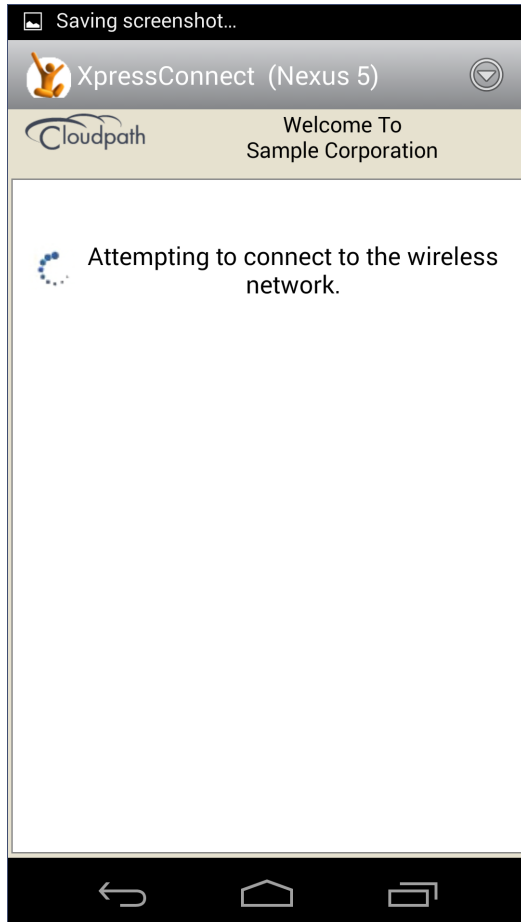 Saving screenshot...
XpressConnect (Nexus 5)
Cloudpath
Welcome To
Sample Corporation
Attempting to connect to the wireless
network.